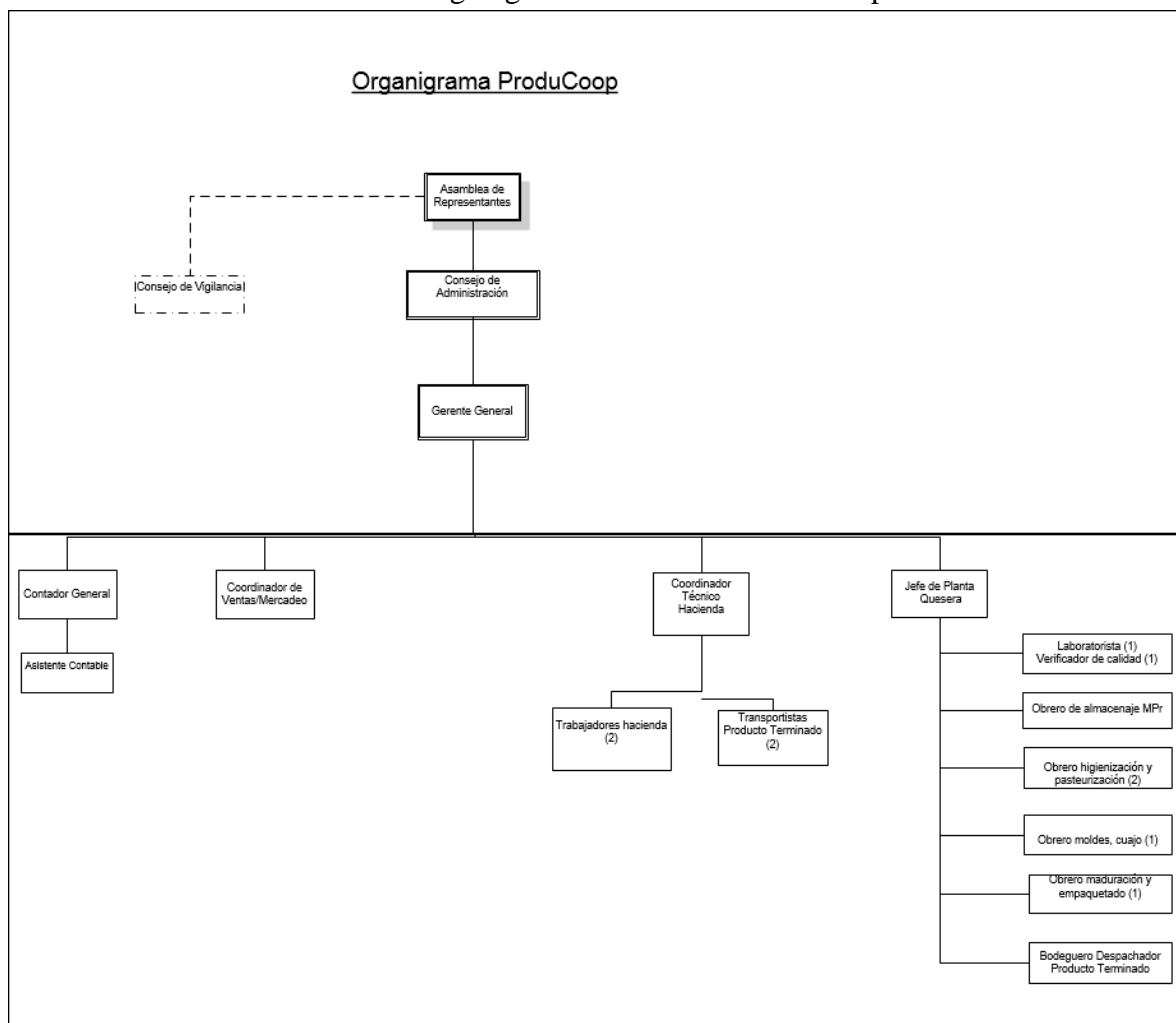 Organigrama ProduCoop
Asamblea de
Representantes
Consejo de Vigilancia
Consejo de
Administración
Gerente General
Contador General
Coordinador de
Ventas/Mercadeo
Coordinador
Técnico
Hacienda
Jefe de Planta
Quesera
Asistente Contable
Laboratorista (1)
Verificador de calidad (1)
Trabajadores hacienda
(2)
Transportistas
Producto Terminado
(2)
Obrero de almacenaje MPr
Obrero higienización y
pasteurización (2)
Obrero moldes, cuajo (1)
Obrero maduración y
empaquetado (1)
Bodeguero Despachador
Producto Terminado